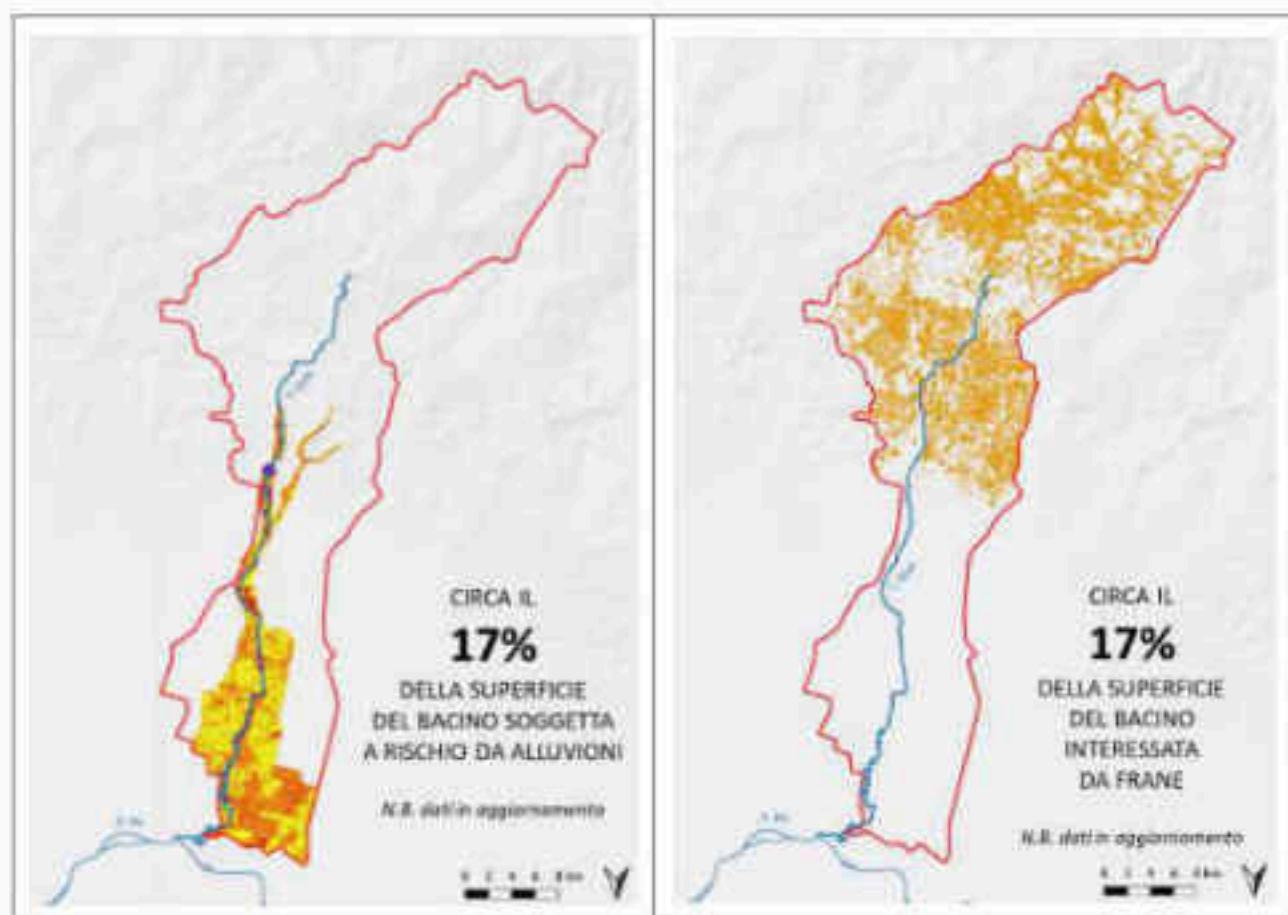 CIRCA IL
17%
DELLA SUPERFICIE
DEL BACINO SOGGETTA
A RISCHIO DA ALLUVIONI
N.B. dati in aggiornamento
CIRCA IL
17%
DELLA SUPERFICIE
DEL BACINO
INTERESSATA
DA FRANE
N.B. dati in aggiornamento